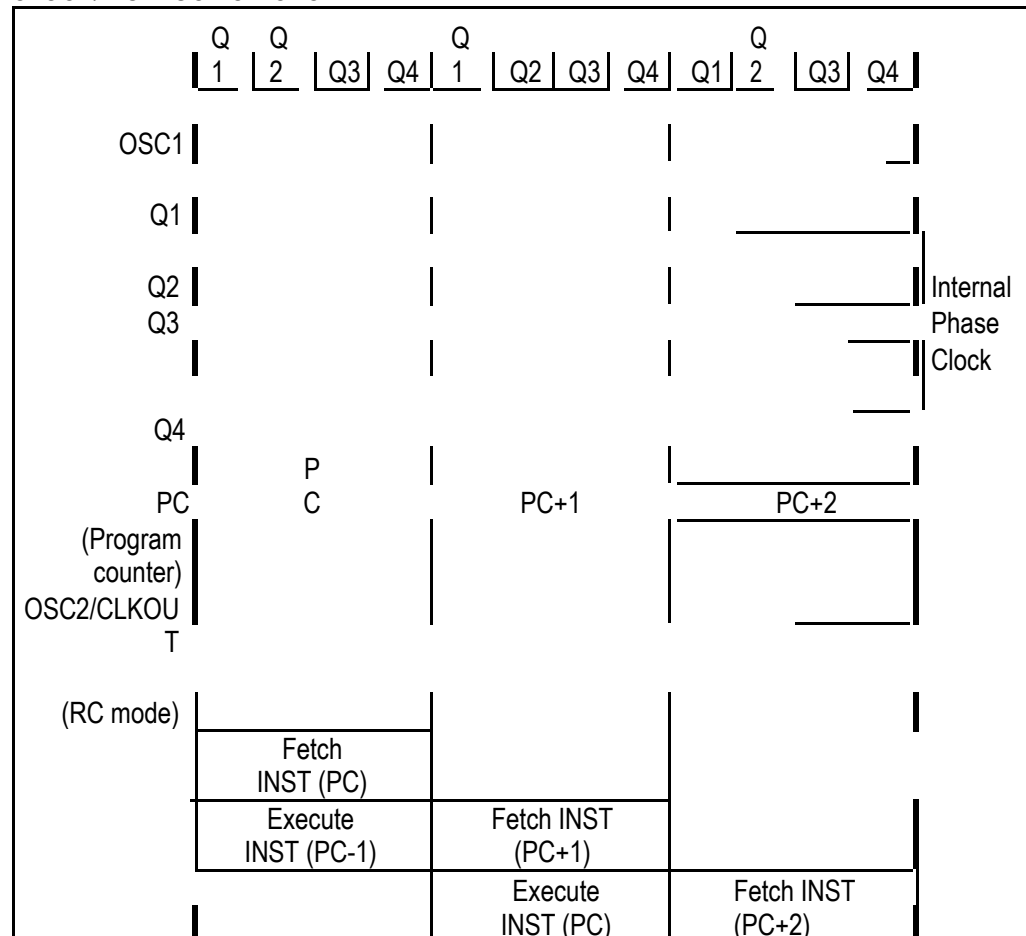 Q Q Q Q
1 2 Q3 Q4 1 Q2 Q3 Q4 Q1 2 Q3 Q4
OSC1
Q1
Q2
Q3
Internal
Phase
Clock
Q4
P
C
PC
PC+1
PC+2
(Program
counter)
OSC2/CLKOU
T
(RC mode)
Fetch
INST (PC)
Execute
INST (PC-1)
Fetch INST
(PC+1)
Execute
INST (PC)
Fetch INST
(PC+2)